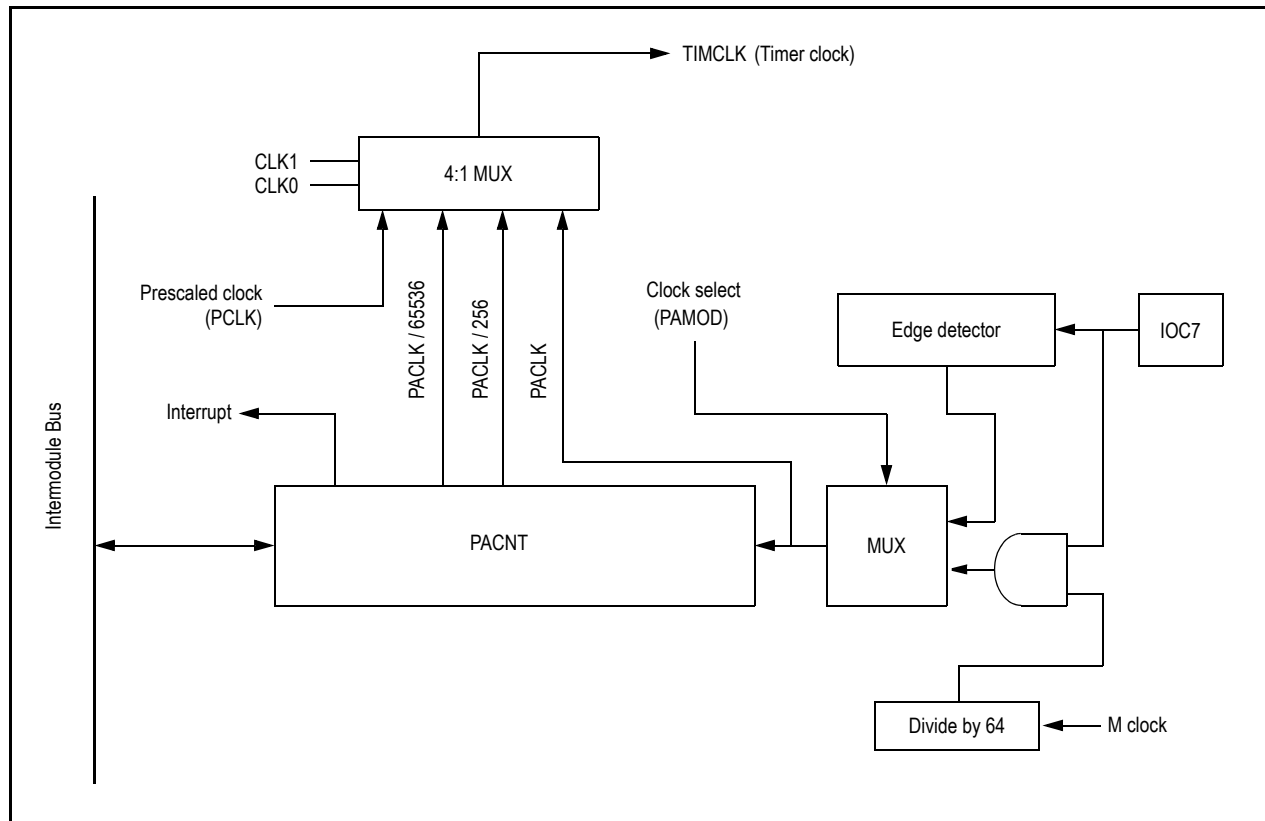 TIMCLK (Timer clock)
CLK1
CLK0
4:1 MUX
Prescaled clock
(PCLK)
PACLK / 65536
PACLK / 256
PACLK
Clock select
(PAMOD)
Edge detector
IOC7
Interrupt
Intermodule Bus
PACNT
MUX
Divide by 64
M clock